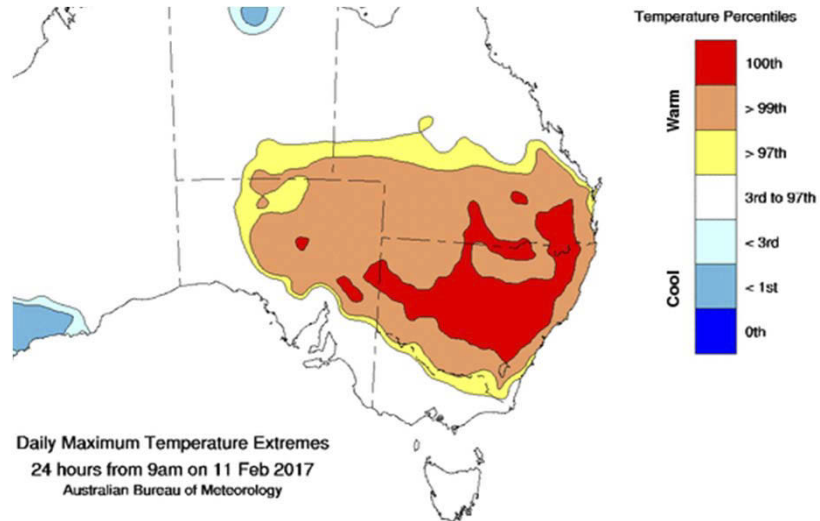 Temperature Percentiles
Warm
100th
> 99th
> 97th
3rd to 97th
Cool
< 3rd
< 1st
0th
Daily Maximum Temperature Extremes
24 hours from 9am on 11 Feb 2017
Australian Bureau of Meteorology